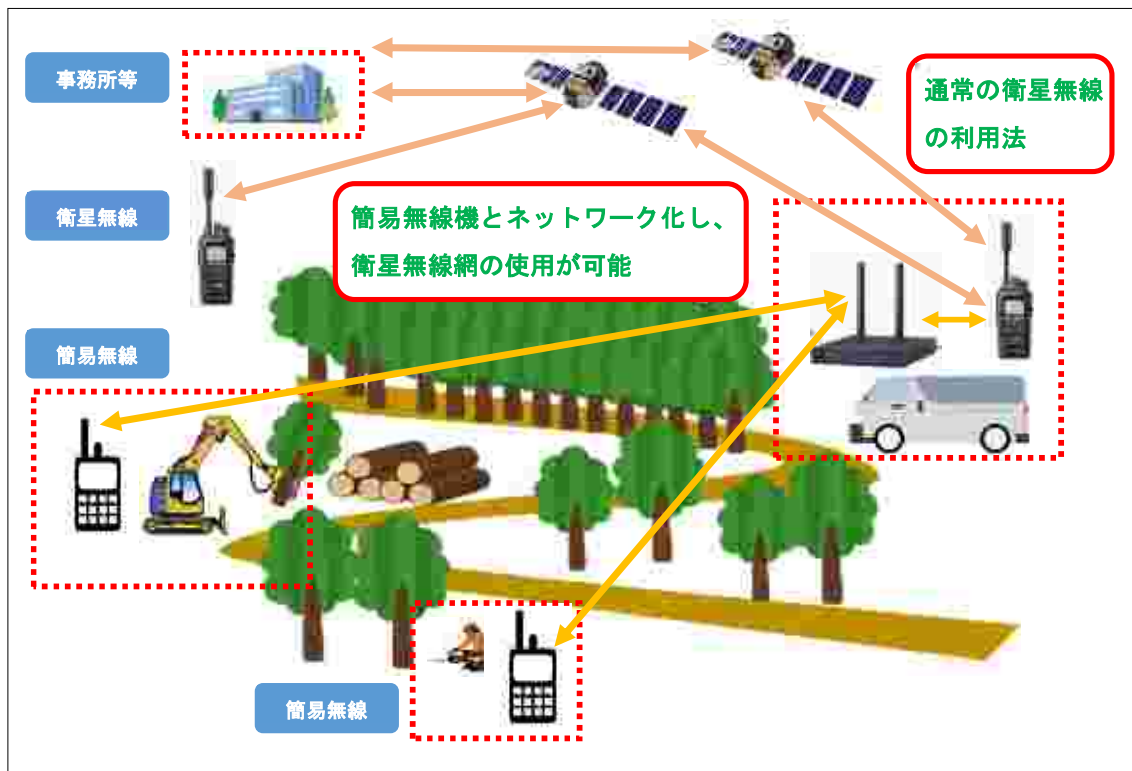 事務所等
通常の衛星無線
の利用法
衛星無線
簡易無線機とネットワーク化し、
衛星無線網の使用が可能
簡易無線
簡易無線